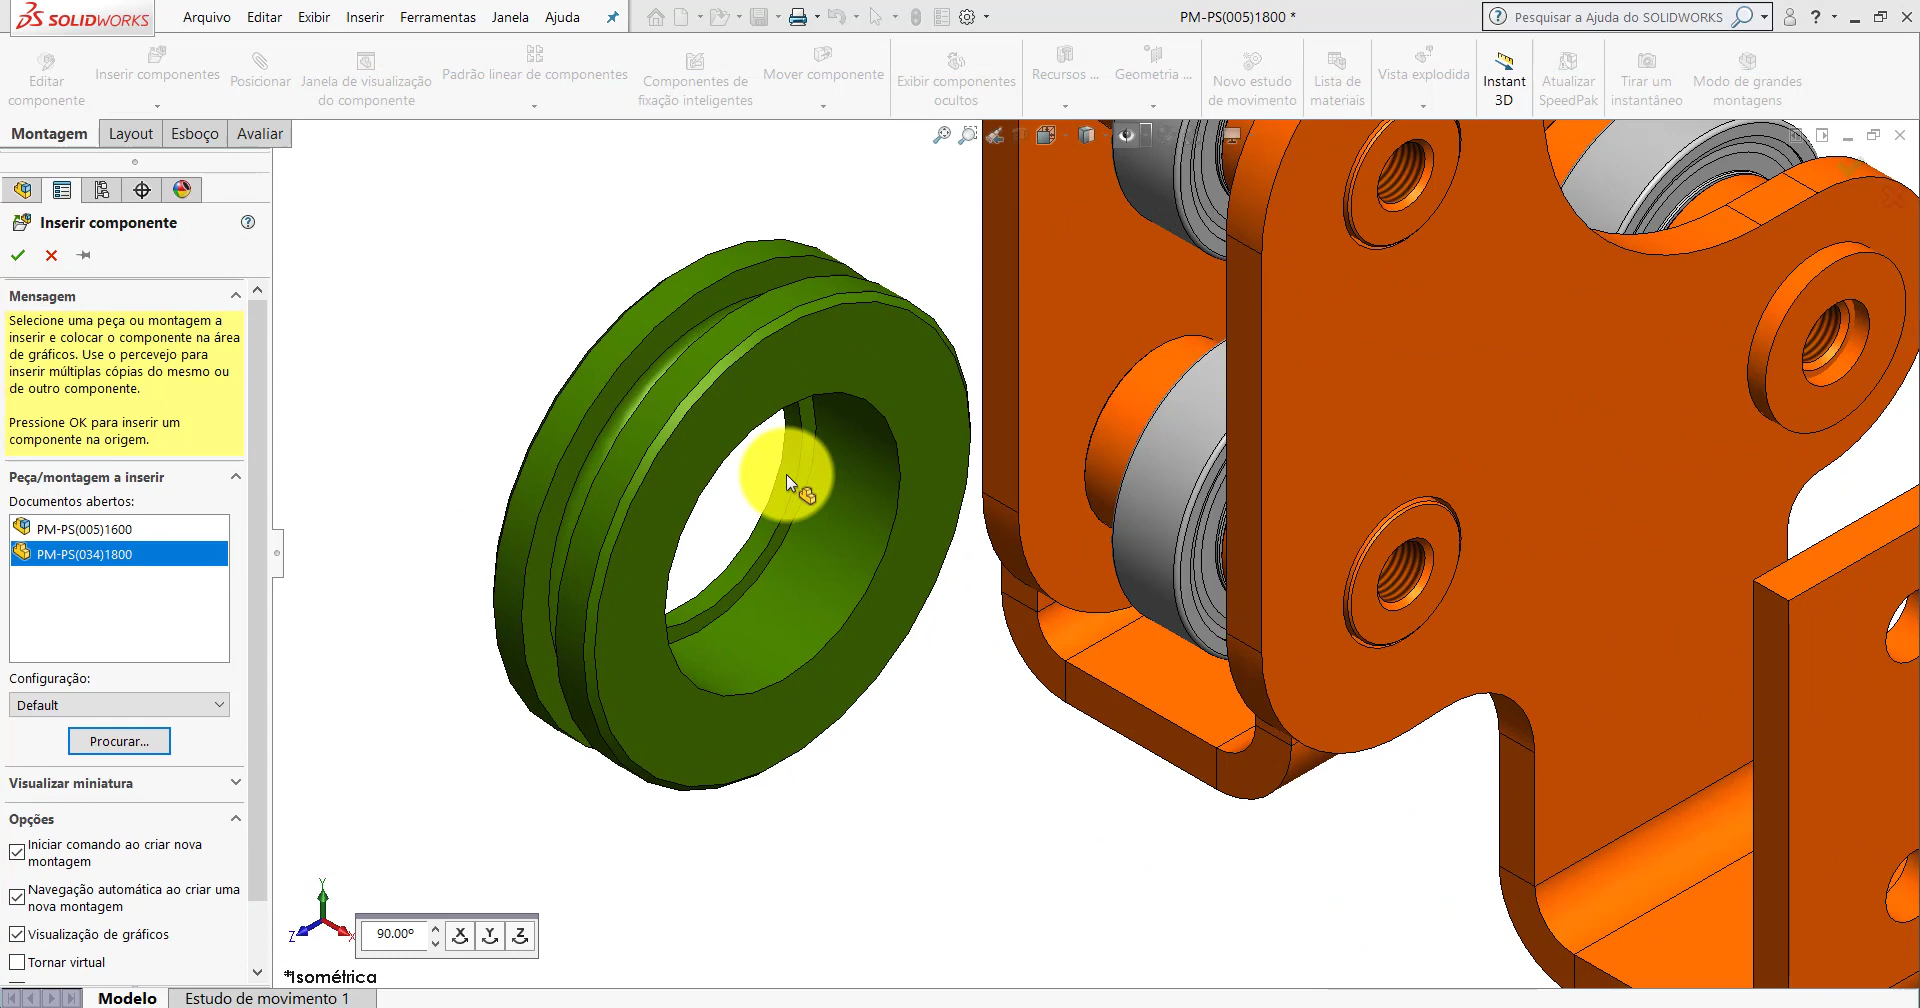 SOLIDWORKS
Arquivo Editar Exibir Inserir Ferramentas Janela Ajuda
PM-PS(005)1800 *
Pesquisar a Ajuda do SOLIDWORKS
Editar componente
Inserir componentes
Posicionar
Janela de visualização do componente
Padrão linear de componentes
Componentes de fixação inteligentes
Mover componente
Exibir componentes ocultos
Recursos ...
Geometria ...
Novo estudo de movimento
Lista de materiais
Vista explodida
Instant 3D
Atualizar SpeedPak
Tirar um instantâneo
Modo de grandes montagens
Montagem Layout Esboço Avaliar
Inserir componente
Mensagem
Selecione uma peça ou montagem a
inserir e colocar o componente na área
de gráficos. Use o percevejo para
inserir múltiplas cópias do mesmo ou
de outro componente.
Pressione OK para inserir um
componente na origem.
Peça/montagem a inserir
Documentos abertos:
PM-PS(005)1600
PM-PS(034)1800
Configuração:
Default
Procurar...
Visualizar miniatura
Opções
Iniciar comando ao criar nova
montagem
Navegação automática ao criar uma
nova montagem
Visualização de gráficos
Tornar virtual
Y
Z
X
90.00º
X Y Z
*Isométrica
Modelo Estudo de movimento 1